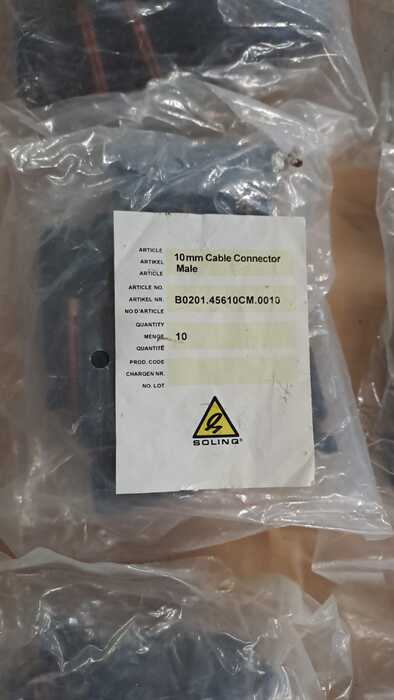 ARTICLE
ARTIKEL
ARTICLE
10mm Cable Connector
Male
ARTICLE NO.
ARTIKEL NR.
NO D'ARTICLE
B0201.45610CM.0010
QUANTITY
MENGE
QUANTITÉ
10
PROD. CODE
CHARGEN NR.
NO. LOT
SOLINQ®